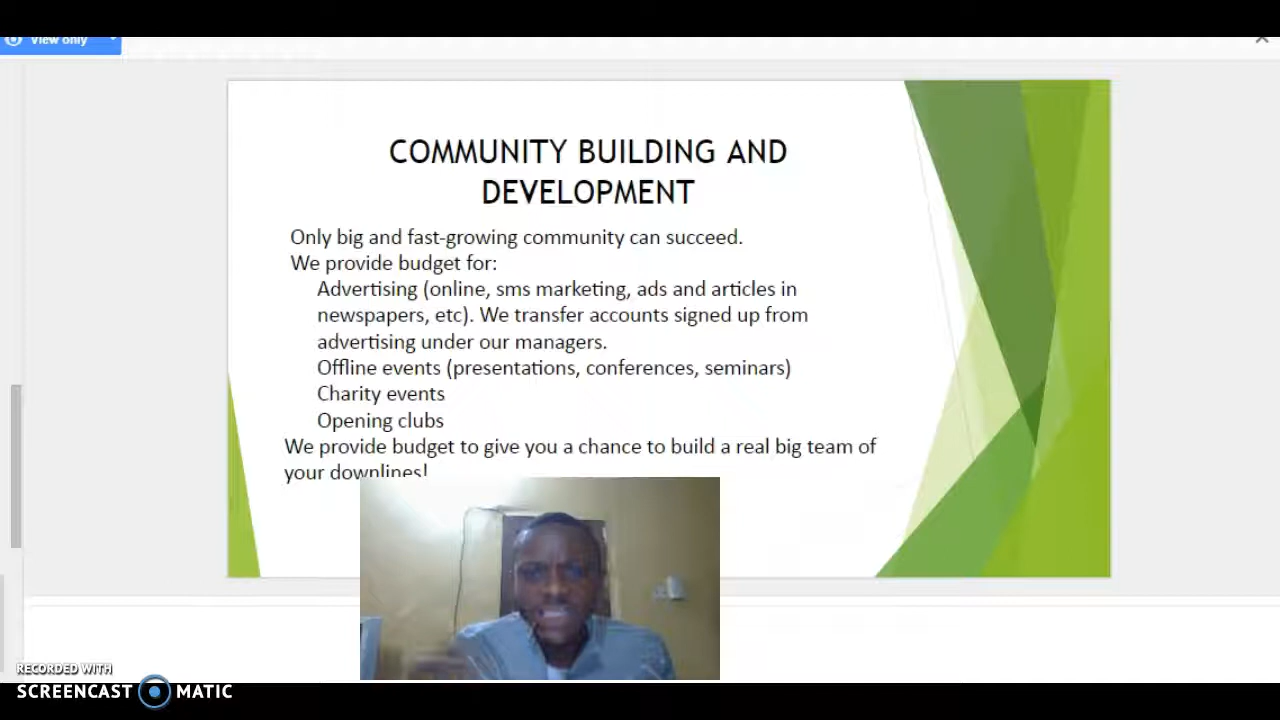 View only
COMMUNITY BUILDING AND
DEVELOPMENT
Only big and fast-growing community can succeed.
We provide budget for:
Advertising (online, sms marketing, ads and articles in
newspapers, etc). We transfer accounts signed up from
advertising under our managers.
Offline events (presentations, conferences, seminars)
Charity events
Opening clubs
We provide budget to give you a chance to build a real big team of
your downlines!
RECORDED WITH
SCREENCAST MATIC